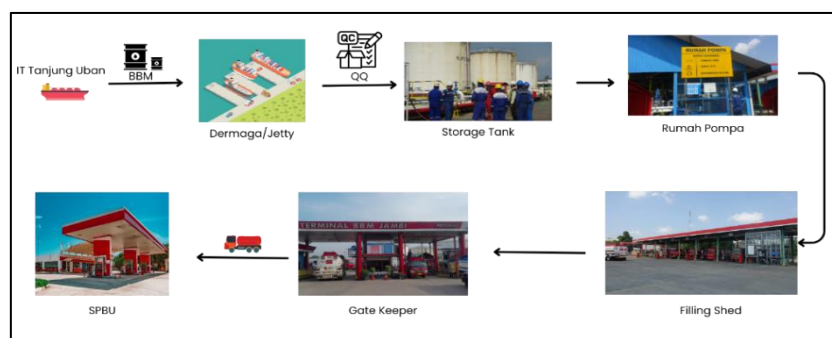 IT Tanjung Uban
BBM
QC
QQ
Dermaga/Jetty
Storage Tank
RUMAH POMPA
Rumah Pompa
TERMINAL BBM JAMBI
SPBU
Gate Keeper
Filling Shed